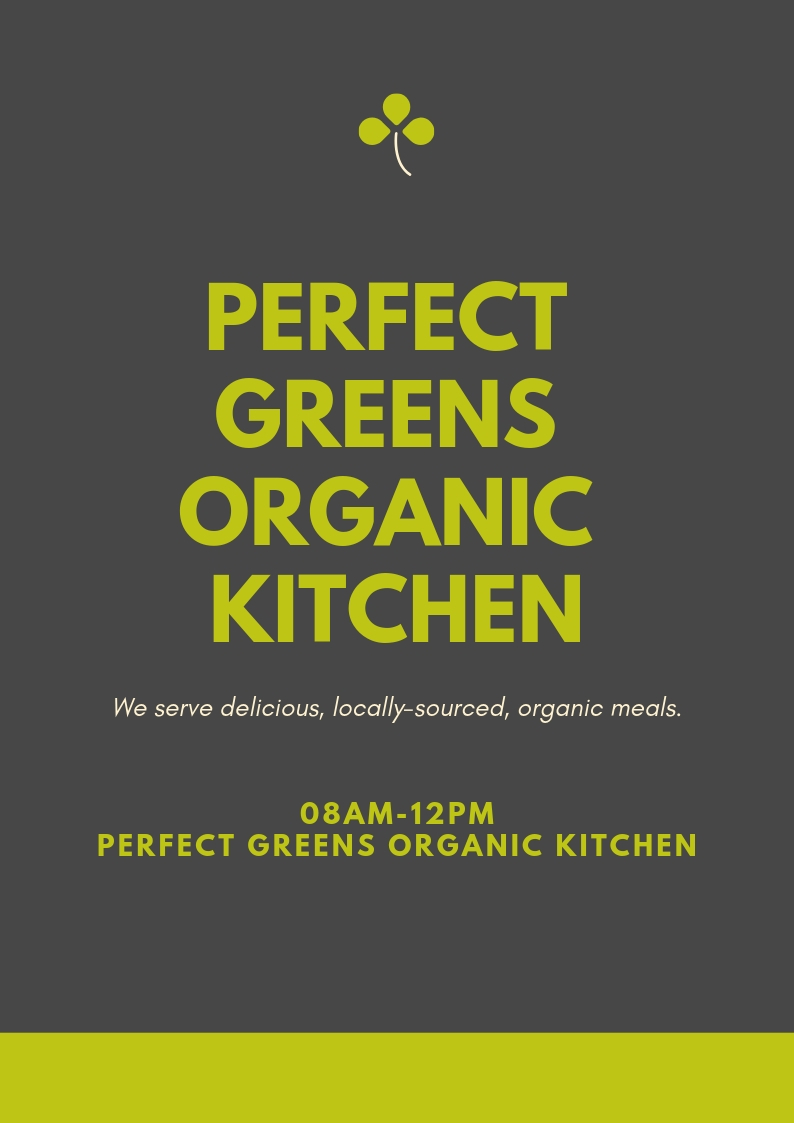 PERFECT
GREENS
ORGANIC
KITCHEN
We serve delicious, locally-sourced, organic meals.
08AM-12PM
PERFECT GREENS ORGANIC KITCHEN